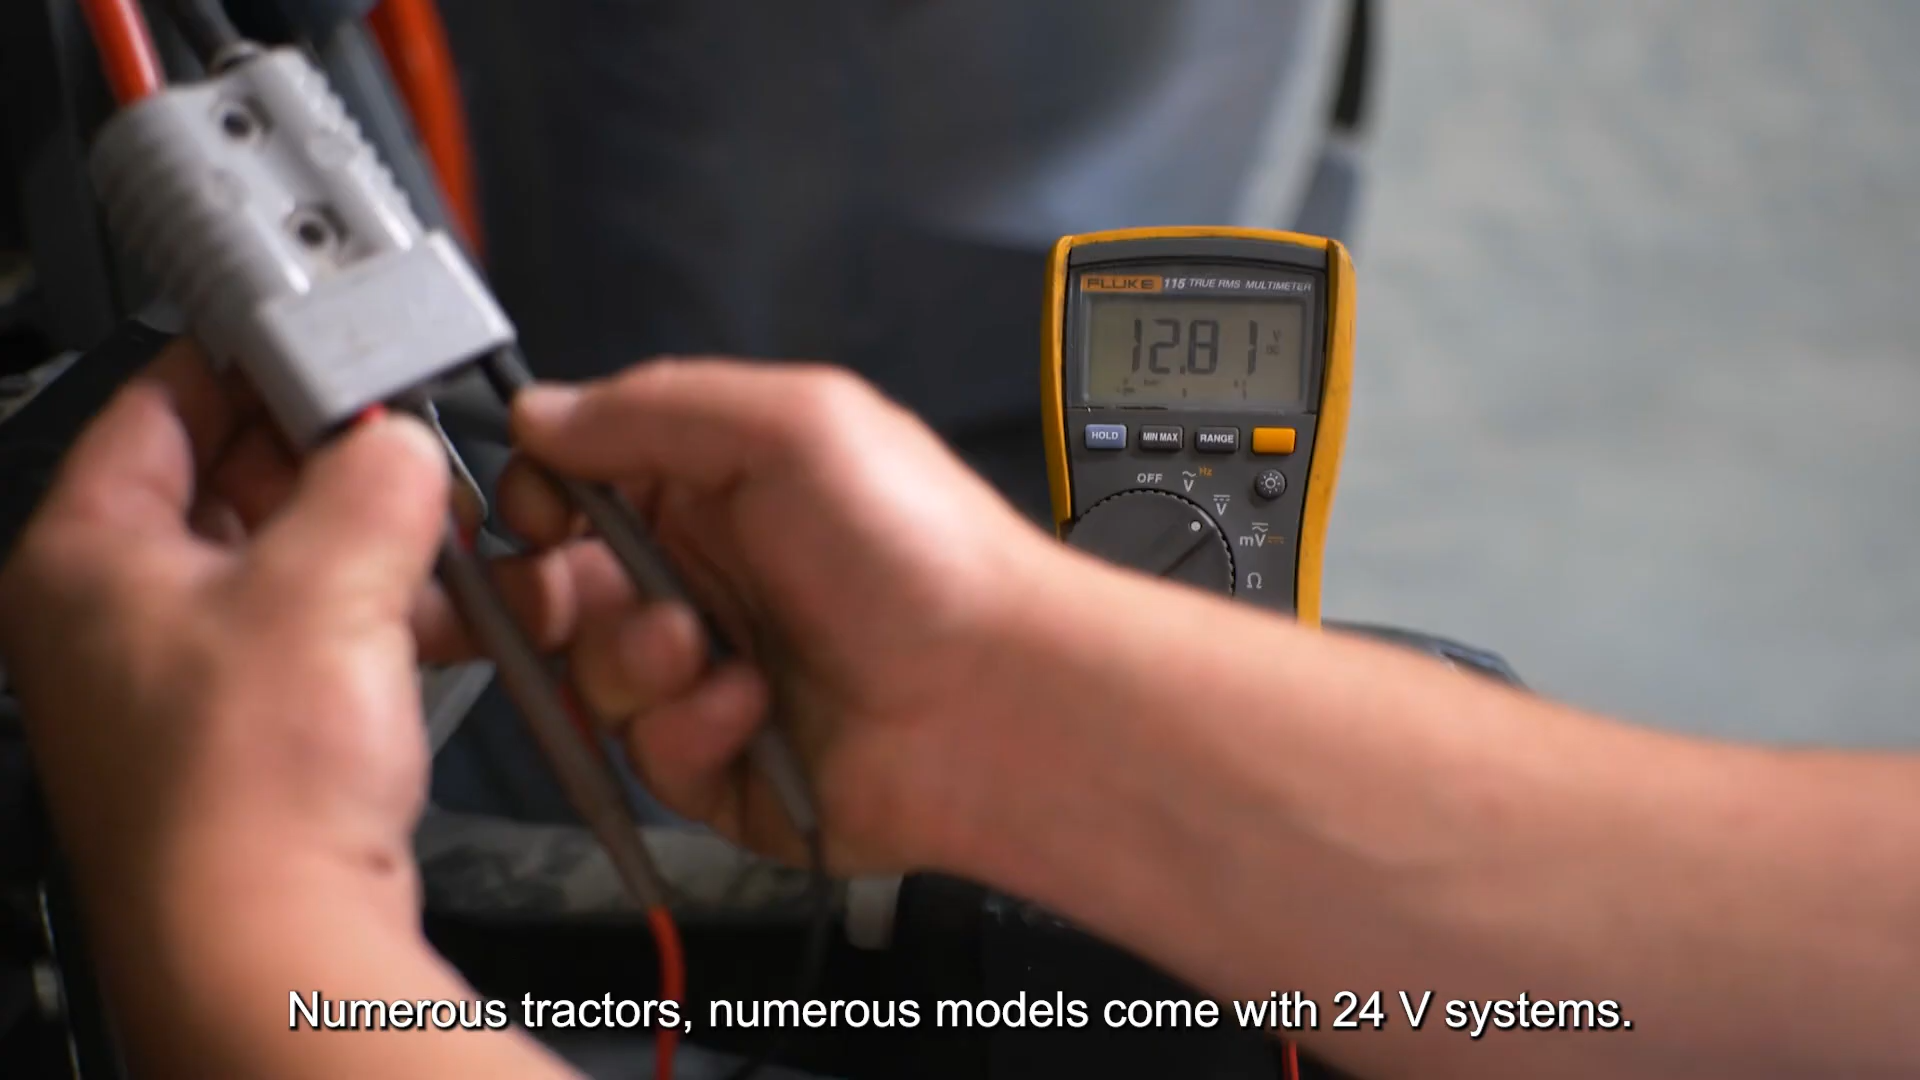 FLUKE 115 TRUE RMS MULTIMETER
12.81 V
DC
HOLD MIN MAX RANGE
OFF V Hz
V
mV
Ω
Numerous tractors, numerous models come with 24 V systems.